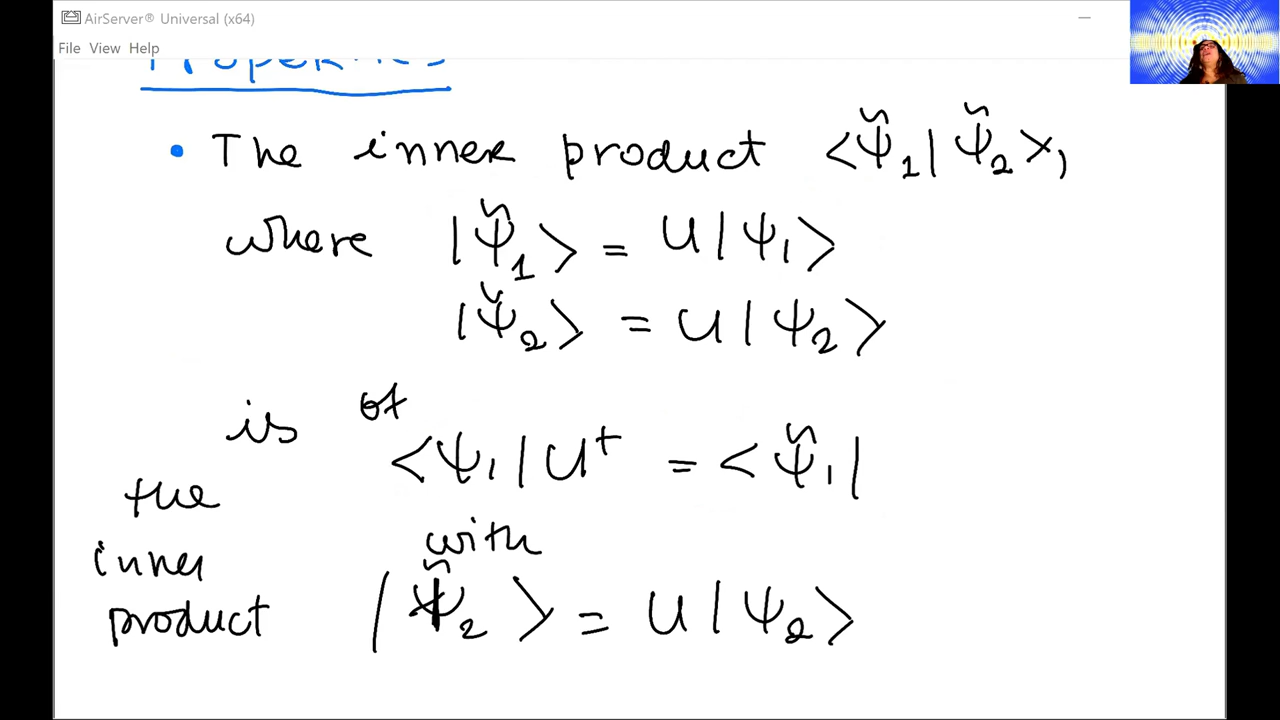 AirServer® Universal (x64)
File View Help
Properties
• The inner product <ψ̃₁|ψ̃₂>,
where |ψ̃₁> = U|ψ₁>
|ψ̃₂> = U|ψ₂>
is of
<ψ₁|U† = <ψ̃₁|
the
with
inner
product |ψ̃₂> = U|ψ₂>